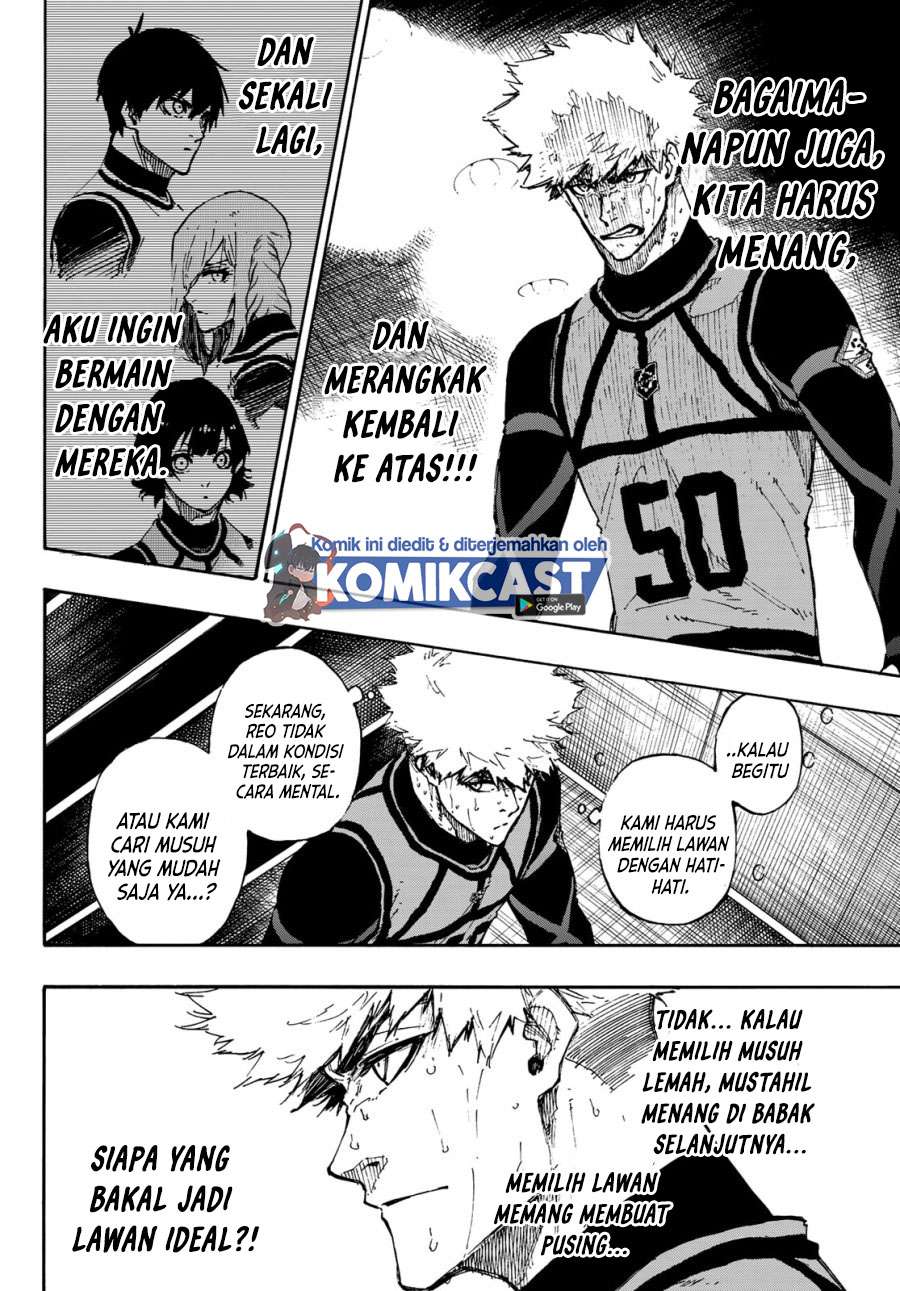 BAGAIMA-
NAPUN JUGA,
KITA HARUS
MENANG,
DAN
MERANGKAK
KEMBALI
KE ATAS!!!
DAN
SEKALI
LAGI,
AKU INGIN
BERMAIN
DENGAN
MEREKA.
50
Komik ini diedit & diterjemahkan oleh
KOMIKCAST
GET IT ON
Google Play
..KALAU
BEGITU
KAMI HARUS
MEMILIH LAWAN
DENGAN HATI-
HATI.
SEKARANG,
REO TIDAK
DALAM KONDISI
TERBAIK, SE-
CARA MENTAL.
ATAU KAMI
CARI MUSUH
YANG MUDAH
SAJA YA...?
TIDAK... KALAU
MEMILIH MUSUH
LEMAH, MUSTAHIL
MENANG DI BABAK
SELANJUTNYA...
MEMILIH LAWAN
MEMANG MEMBUAT
PUSING...
SIAPA YANG
BAKAL JADI
LAWAN IDEAL?!